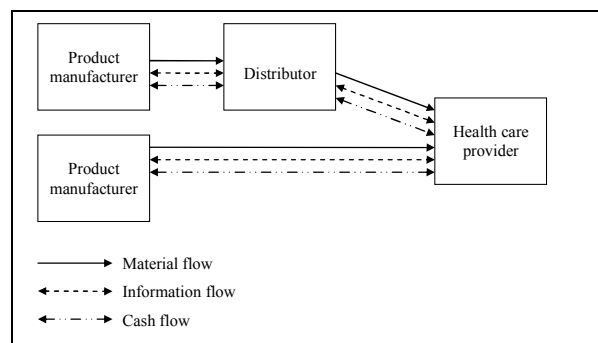 Product
manufacturer
Distributor
Health care
provider
Product
manufacturer
Material flow
Information flow
Cash flow